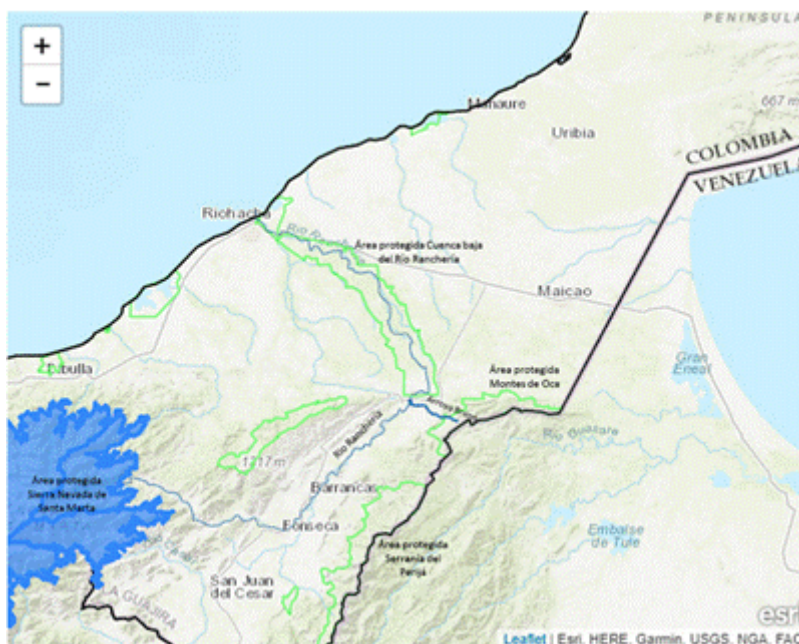 +
PENINSULA
−
Manaure
667 m
Uribia
COLOMBIA
VENEZUELA
Riohacha
Área protegida Cuenca baja
del Río Ranchería
Maicao
Dibulla
Área protegida
Montes de Oca
Gran
Eneal
Río Guasare
Río Ranchería
1717 m
Área protegida
Sierra Nevada de
Santa Marta
Barrancas
Fonseca
Embalse
de Tule
Área protegida
Serranía del
Perijá
San Juan
del Cesar
LA GUAJIRA
esri
Leaflet | Esri, HERE, Garmin, USGS, NGA, FAO